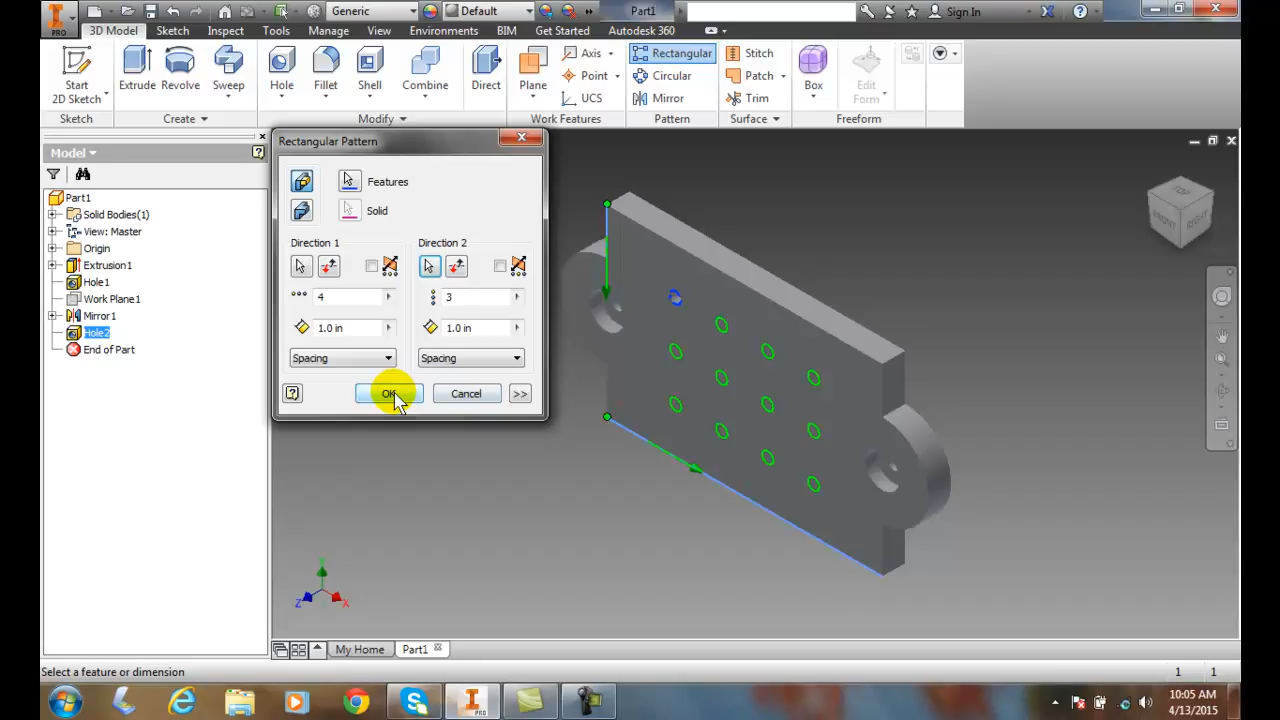 Generic
Default
Part1
Sign In
PRO
3D Model
Sketch
Inspect
Tools
Manage
View
Environments
BIM
Get Started
Autodesk 360
Start
2D Sketch
Extrude
Revolve
Sweep
Hole
Fillet
Shell
Combine
Direct
Plane
Axis
Point
UCS
Rectangular
Circular
Mirror
Stitch
Patch
Trim
Box
Edit
Form
Sketch
Create
Modify
Work Features
Pattern
Surface
Freeform
Model
Part1
Solid Bodies(1)
View: Master
Origin
Extrusion1
Hole1
Work Plane1
Mirror1
Hole2
End of Part
Rectangular Pattern
Features
Solid
Direction 1
Direction 2
4
3
1.0 in
1.0 in
Spacing
Spacing
OK
Cancel
>>
TOP
FRONT
RIGHT
Z
X
My Home
Part1
Select a feature or dimension
1
1
PRO
10:05 AM
4/13/2015